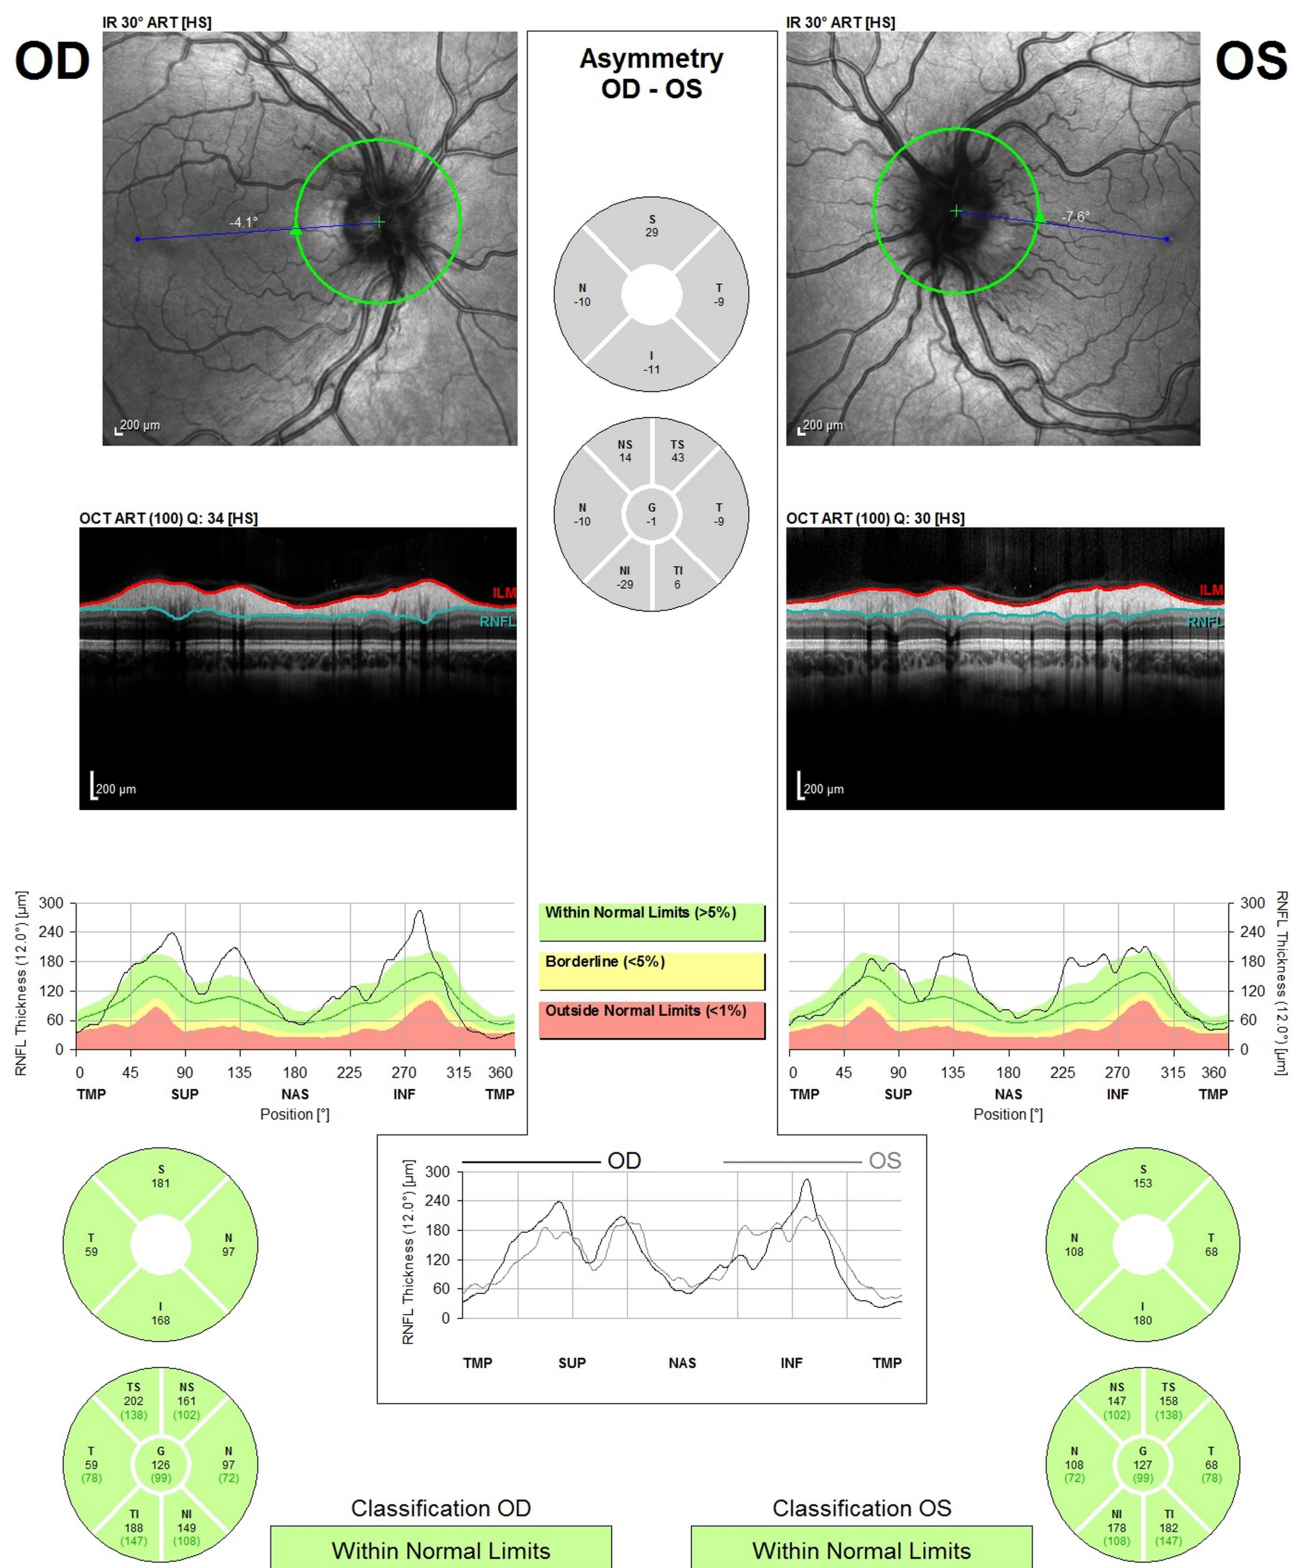 IR 30° ART [HS]
OD
-4.1°
200 µm
Asymmetry
OD - OS
IR 30° ART [HS]
OS
-7.6°
200 µm
S
29
N
-10
T
-9
I
-11
NS
14
TS
43
N
-10
G
-1
T
-9
NI
-29
TI
6
OCT ART (100) Q: 34 [HS]
ILM
RNFL
200 µm
OCT ART (100) Q: 30 [HS]
ILM
RNFL
200 µm
RNFL Thickness (12.0°) [µm]
300
240
180
120
60
0
0 45 90 135 180 225 270 315 360
TMP SUP NAS INF TMP
Position [°]
Within Normal Limits (>5%)
Borderline (<5%)
Outside Normal Limits (<1%)
300
240
180
120
60
0
RNFL Thickness (12.0°) [µm]
0 45 90 135 180 225 270 315 360
TMP SUP NAS INF TMP
Position [°]
S
181
T
59
N
97
I
168
OD OS
RNFL Thickness (12.0°) [µm]
300
240
180
120
60
0
TMP SUP NAS INF TMP
S
153
N
108
T
68
I
180
TS
202
(138)
NS
161
(102)
T
59
(78)
G
126
(99)
N
97
(72)
TI
188
(147)
NI
149
(108)
Classification OD
Within Normal Limits
Classification OS
Within Normal Limits
NS
147
(102)
TS
158
(138)
N
108
(72)
G
127
(99)
T
68
(78)
NI
178
(108)
TI
182
(147)